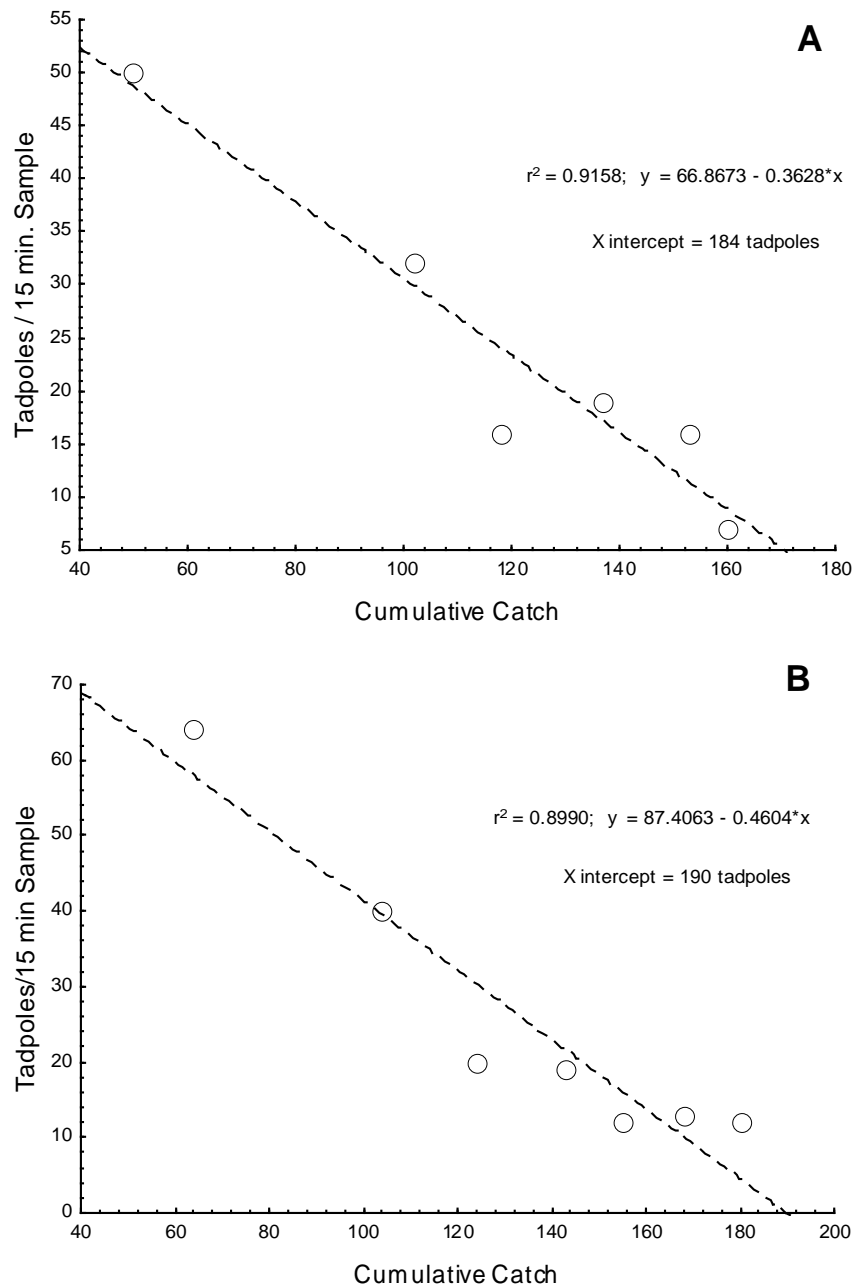 A
55
50
45
40
35
30
25
20
15
10
5
Tadpoles / 15 min. Sample
r² = 0.9158; y = 66.8673 - 0.3628*x
X intercept = 184 tadpoles
40 60 80 100 120 140 160 180
Cumulative Catch
B
70
60
50
40
30
20
10
0
Tadpoles/15 min Sample
r² = 0.8990; y = 87.4063 - 0.4604*x
X intercept = 190 tadpoles
40 60 80 100 120 140 160 180 200
Cumulative Catch